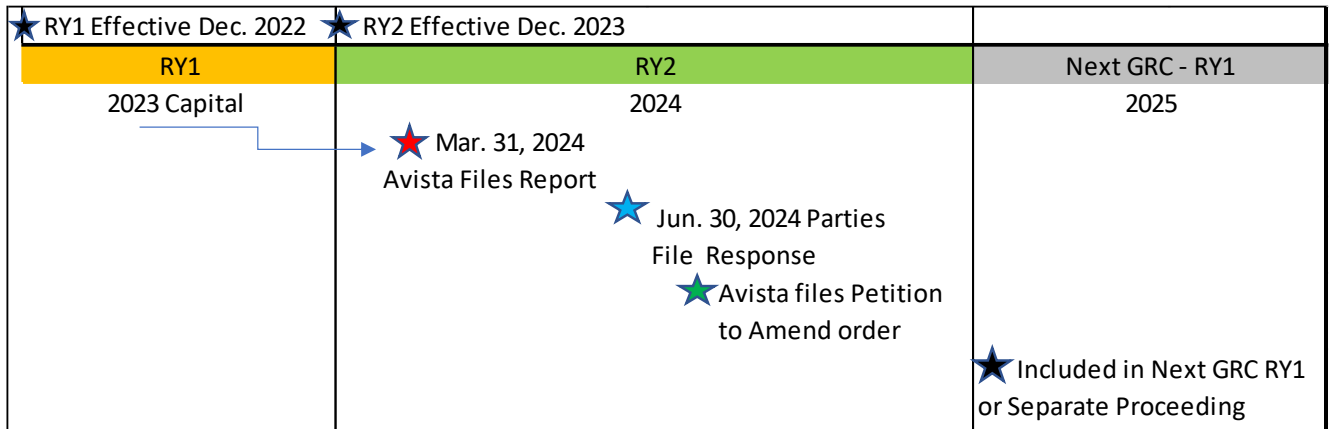 RY1 Effective Dec. 2022 RY2 Effective Dec. 2023
RY1 RY2 Next GRC - RY1
2023 Capital 2024 2025
Mar. 31, 2024
Avista Files Report
Jun. 30, 2024 Parties
File Response
Avista files Petition
to Amend order
Included in Next GRC RY1
or Separate Proceeding